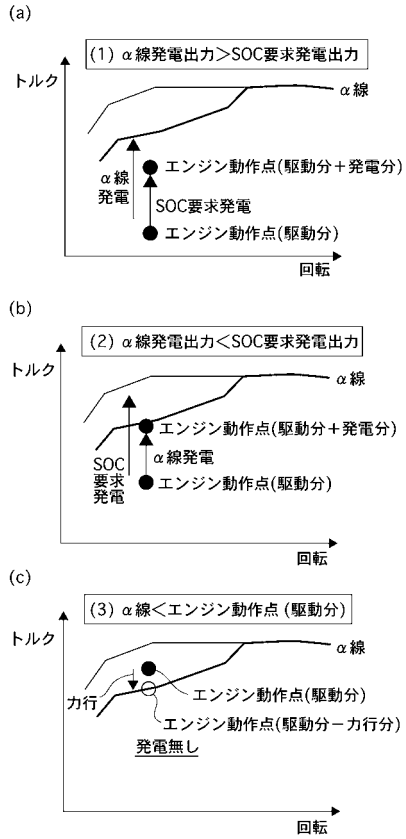 (a)
(1) α線発電出力＞SOC要求発電出力
トルク
α線
エンジン動作点(駆動分＋発電分)
α線
発電
SOC要求発電
エンジン動作点(駆動分)
回転
(b)
(2) α線発電出力＜SOC要求発電出力
トルク
α線
エンジン動作点(駆動分＋発電分)
α線発電
SOC
要求
発電
エンジン動作点(駆動分)
回転
(c)
(3) α線＜エンジン動作点 (駆動分)
トルク
α線
力行
エンジン動作点(駆動分)
エンジン動作点(駆動分－力行分)
発電無し
回転